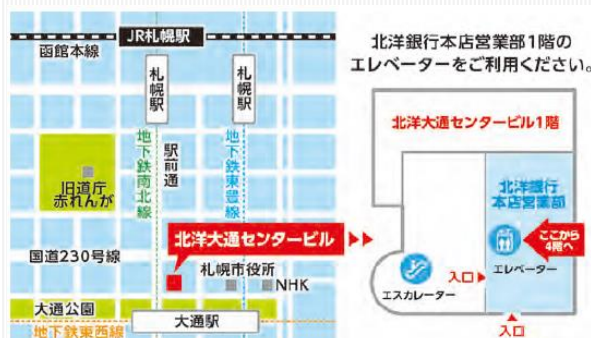 JR札幌駅
函館本線
札幌駅
札幌駅
地下鉄南北線
駅前通
地下鉄東豊線
旧道庁
赤れんが
北洋大通センタービル
国道230号線
札幌市役所
NHK
大通公園
大通駅
地下鉄東西線
北洋銀行本店営業部1階の
エレベーターをご利用ください。
北洋大通センタービル1階
北洋銀行
本店営業部
ここから
4階へ
エレベーター
入口
エスカレーター
入口